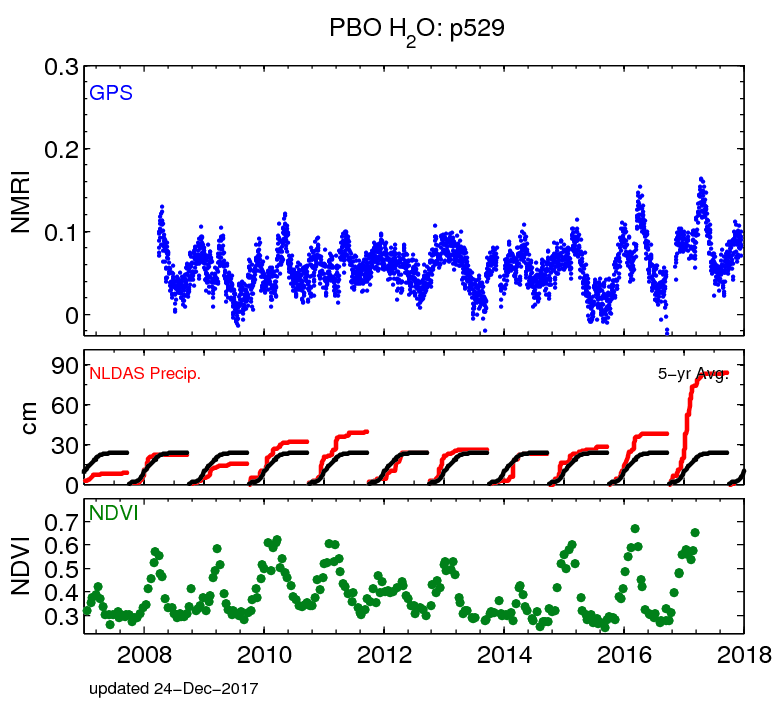 PBO H2O: p529
0.3
GPS
0.2
NMRI
0.1
0
90
NLDAS Precip.
5−yr Avg.
60
cm
30
0
NDVI
0.7
0.6
NDVI
0.5
0.4
0.3
2008 2010 2012 2014 2016 2018
updated 24−Dec−2017